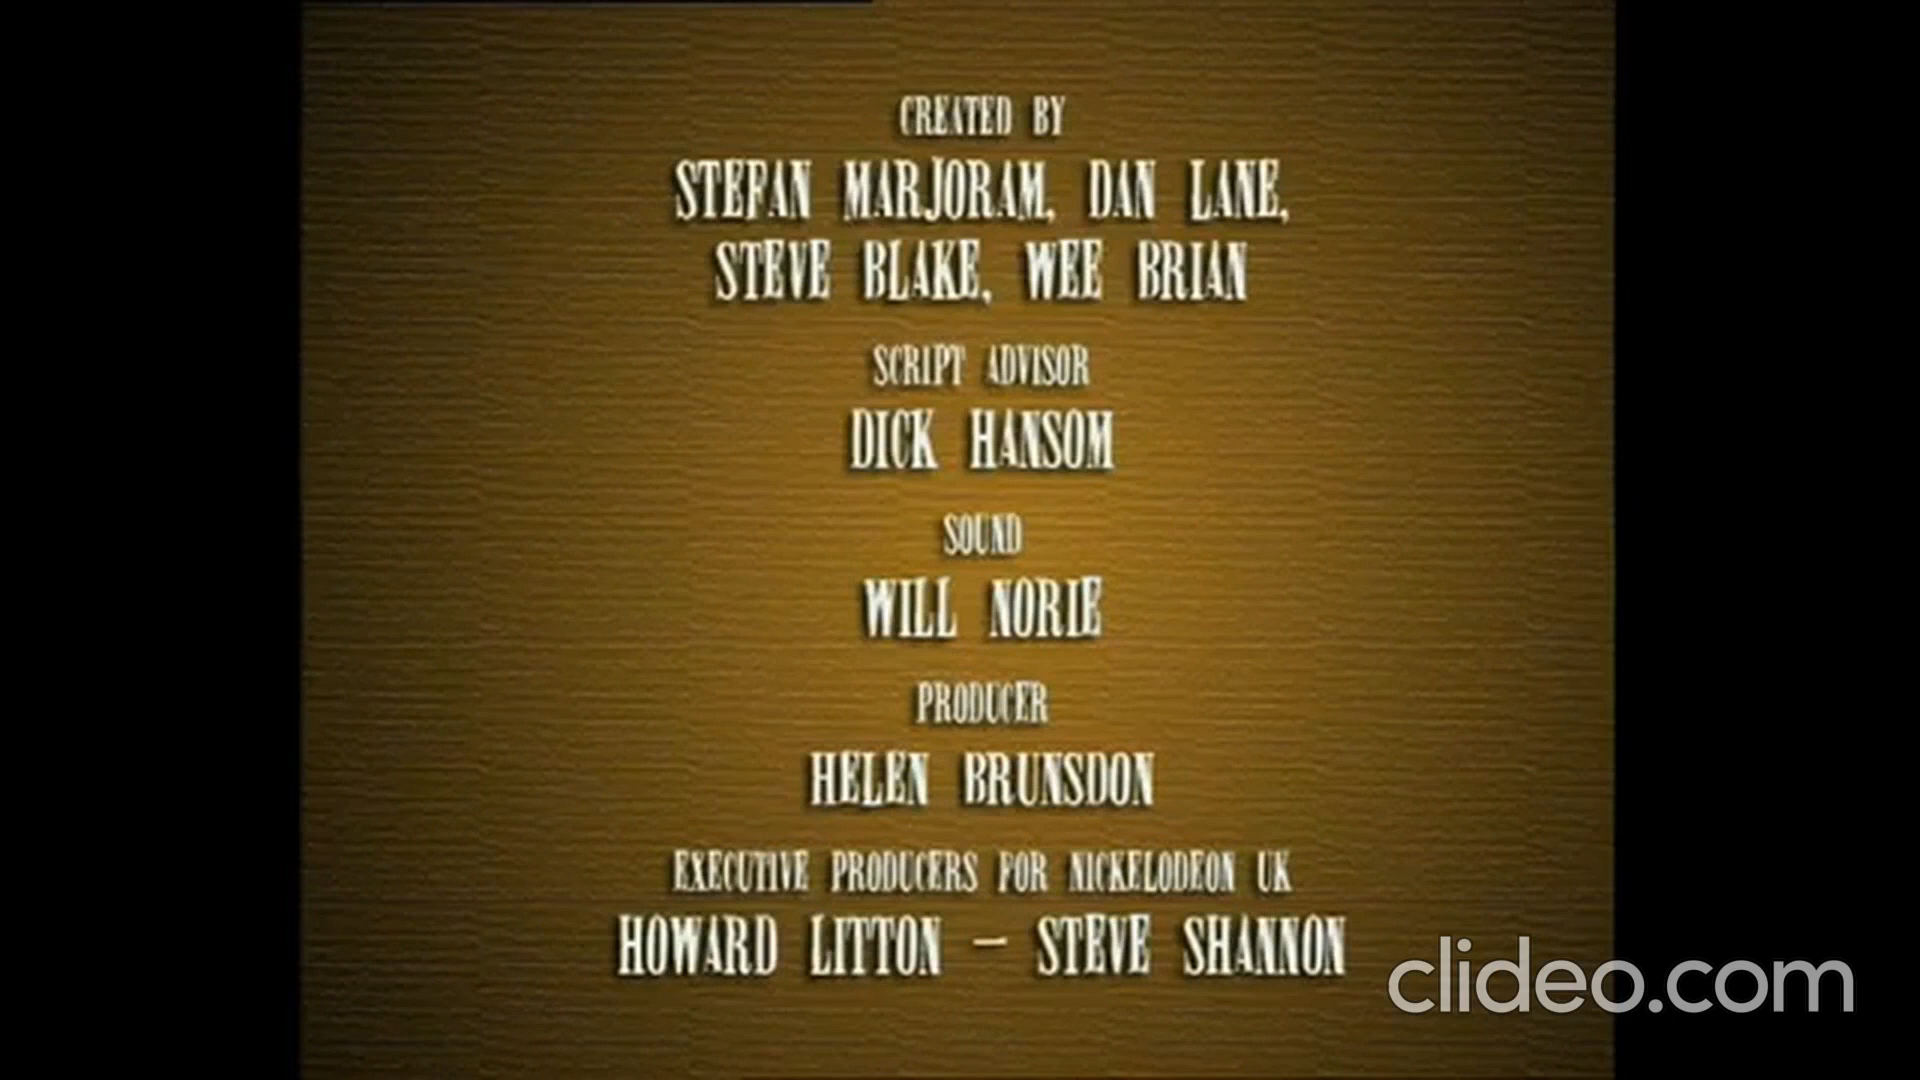 CREATED BY
STEFAN MARJORAM, DAN LANE,
STEVE BLAKE, WEE BRIAN
SCRIPT ADVISOR
DICK HANSOM
SOUND
WILL NORIE
PRODUCER
HELEN BRUNSDON
EXECUTIVE PRODUCERS FOR NICKELODEON UK
HOWARD LITTON – STEVE SHANNON
clideo.com